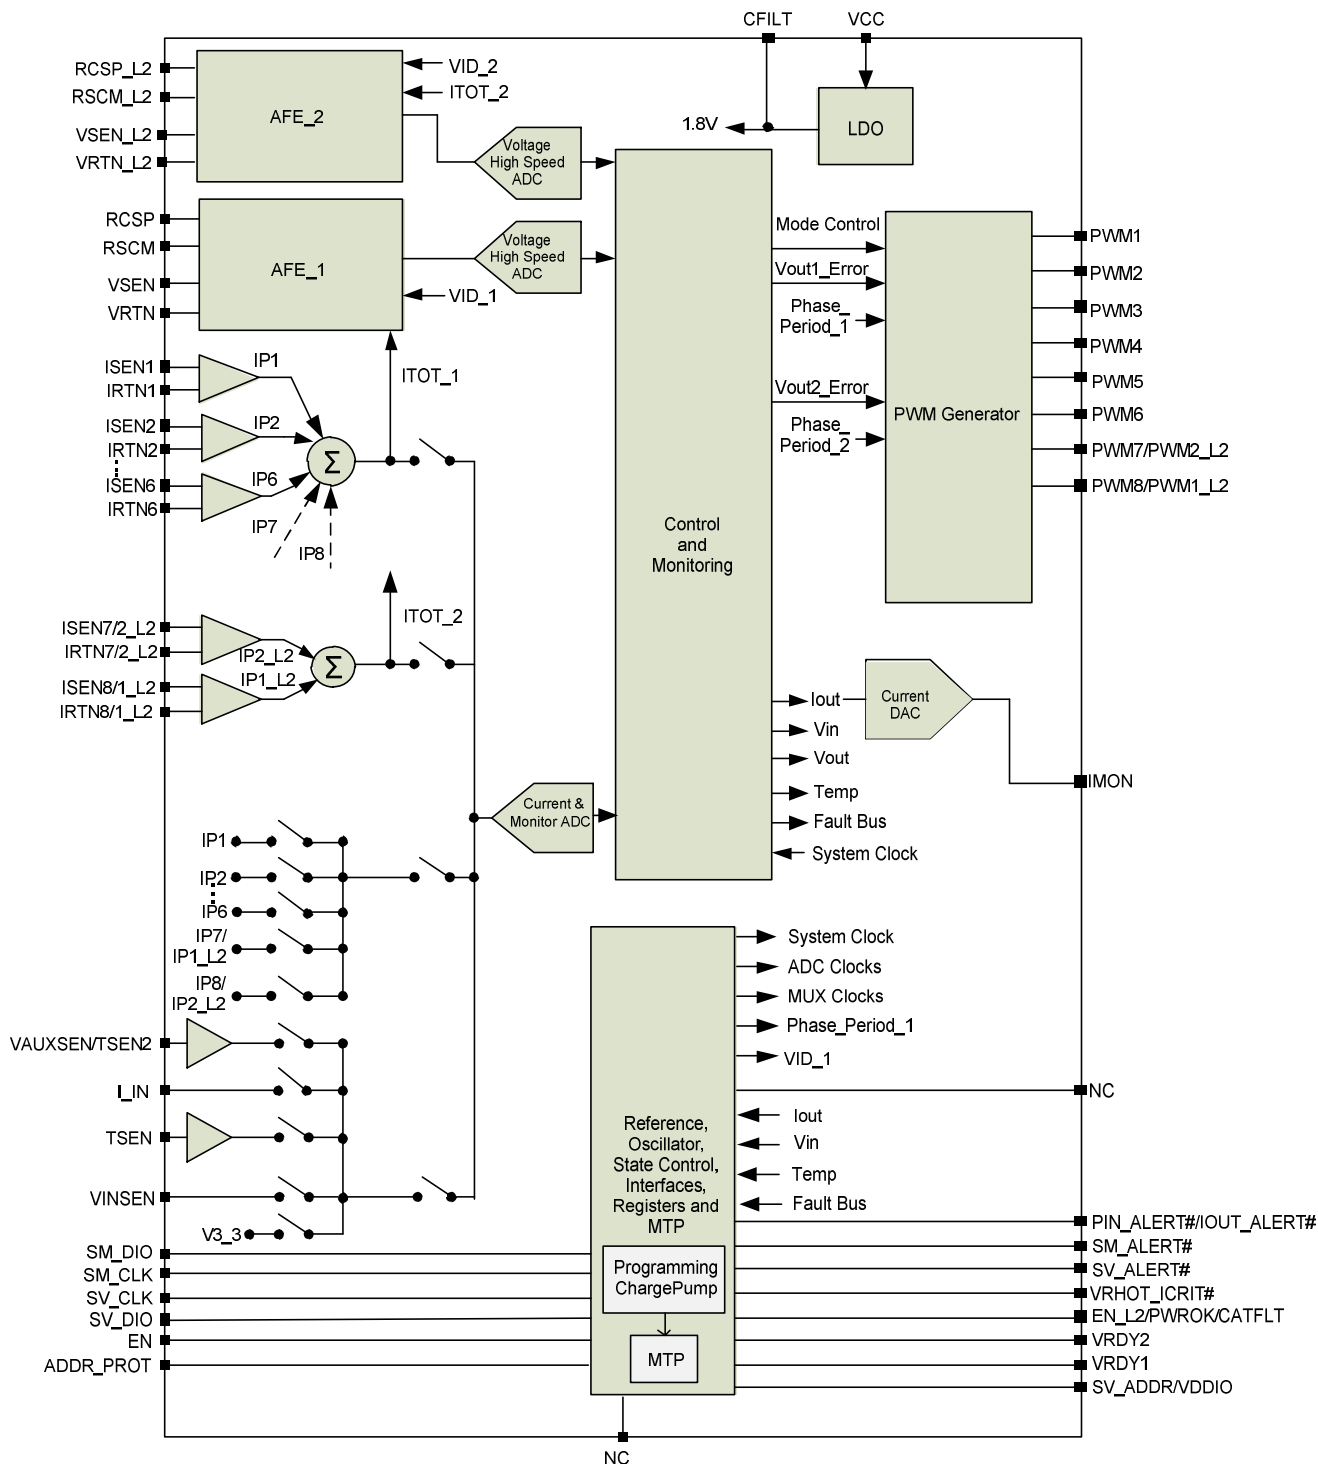 CFILT
VCC
RCSP_L2
RSCM_L2
VSEN_L2
VRTN_L2
AFE_2
VID_2
ITOT_2
Voltage
High Speed
ADC
1.8V
LDO
RCSP
RSCM
VSEN
VRTN
AFE_1
VID_1
Voltage
High Speed
ADC
ITOT_1
ISEN1
IRTN1
IP1
ISEN2
IRTN2
IP2
ISEN6
IRTN6
IP6
IP7
IP8
Σ
ITOT_2
ISEN7/2_L2
IRTN7/2_L2
IP2_L2
ISEN8/1_L2
IRTN8/1_L2
IP1_L2
Σ
Control
and
Monitoring
Mode Control
Vout1_Error
Phase_
Period_1
Vout2_Error
Phase_
Period_2
PWM Generator
PWM1
PWM2
PWM3
PWM4
PWM5
PWM6
PWM7/PWM2_L2
PWM8/PWM1_L2
Iout
Vin
Vout
Temp
Fault Bus
System Clock
Current
DAC
IMON
Current &
Monitor ADC
IP1
IP2
IP6
IP7/
IP1_L2
IP8/
IP2_L2
VAUXSEN/TSEN2
I_IN
TSEN
VINSEN
V3_3
SM_DIO
SM_CLK
SV_CLK
SV_DIO
EN
ADDR_PROT
Reference,
Oscillator,
State Control,
Interfaces,
Registers and
MTP
Programming
ChargePump
MTP
System Clock
ADC Clocks
MUX Clocks
Phase_Period_1
VID_1
NC
Iout
Vin
Temp
Fault Bus
PIN_ALERT#/IOUT_ALERT#
SM_ALERT#
SV_ALERT#
VRHOT_ICRIT#
EN_L2/PWROK/CATFLT
VRDY2
VRDY1
SV_ADDR/VDDIO
NC